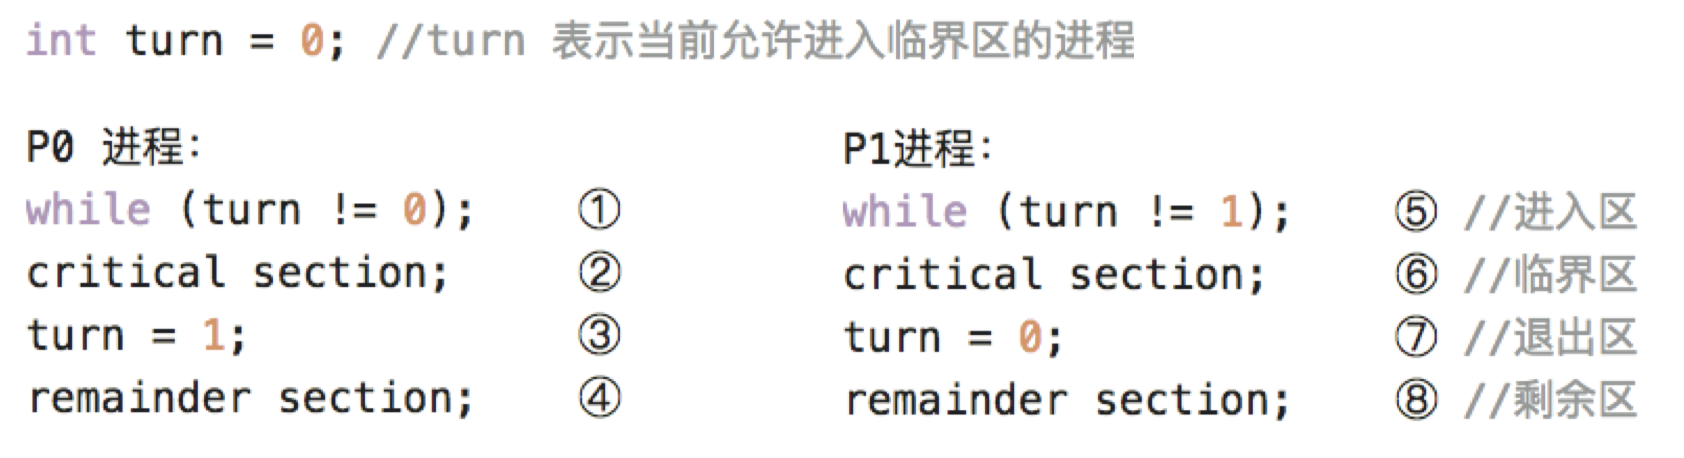 int turn = 0; //turn 表示当前允许进入临界区的进程
P0 进程:
while (turn != 0); ①
critical section; ②
turn = 1; ③
remainder section; ④
P1进程:
while (turn != 1); ⑤ //进入区
critical section; ⑥ //临界区
turn = 0; ⑦ //退出区
remainder section; ⑧ //剩余区